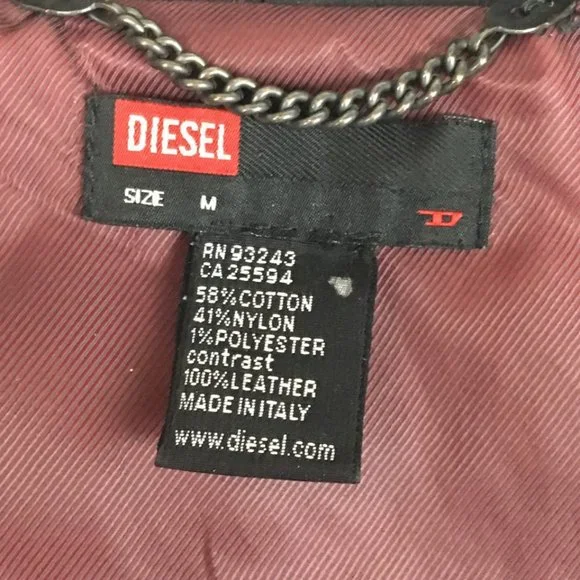 DIESEL
SIZE M
D
RN 93243
CA 25594
58% COTTON
41% NYLON
1% POLYESTER
contrast
100% LEATHER
MADE IN ITALY
www.diesel.com